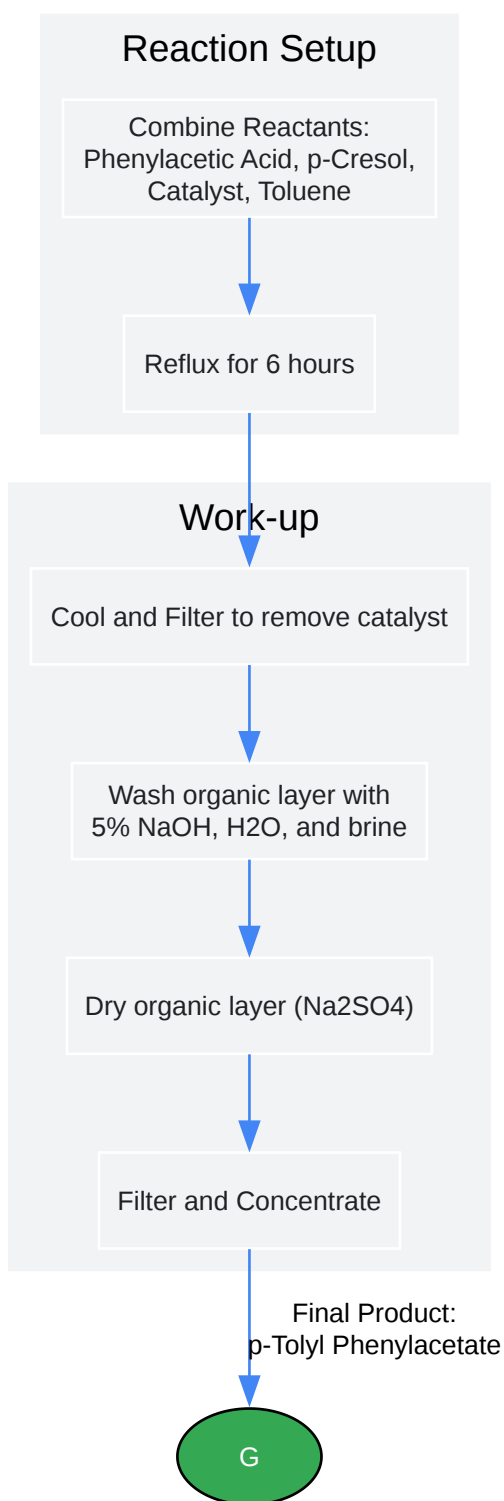 Reaction Setup
Combine Reactants:
Phenylacetic Acid, p-Cresol,
Catalyst, Toluene
Reflux for 6 hours
Work-up
Cool and Filter to remove catalyst
Wash organic layer with
5% NaOH, H2O, and brine
Dry organic layer (Na2SO4)
Filter and Concentrate
Final Product:
p-Tolyl Phenylacetate
G